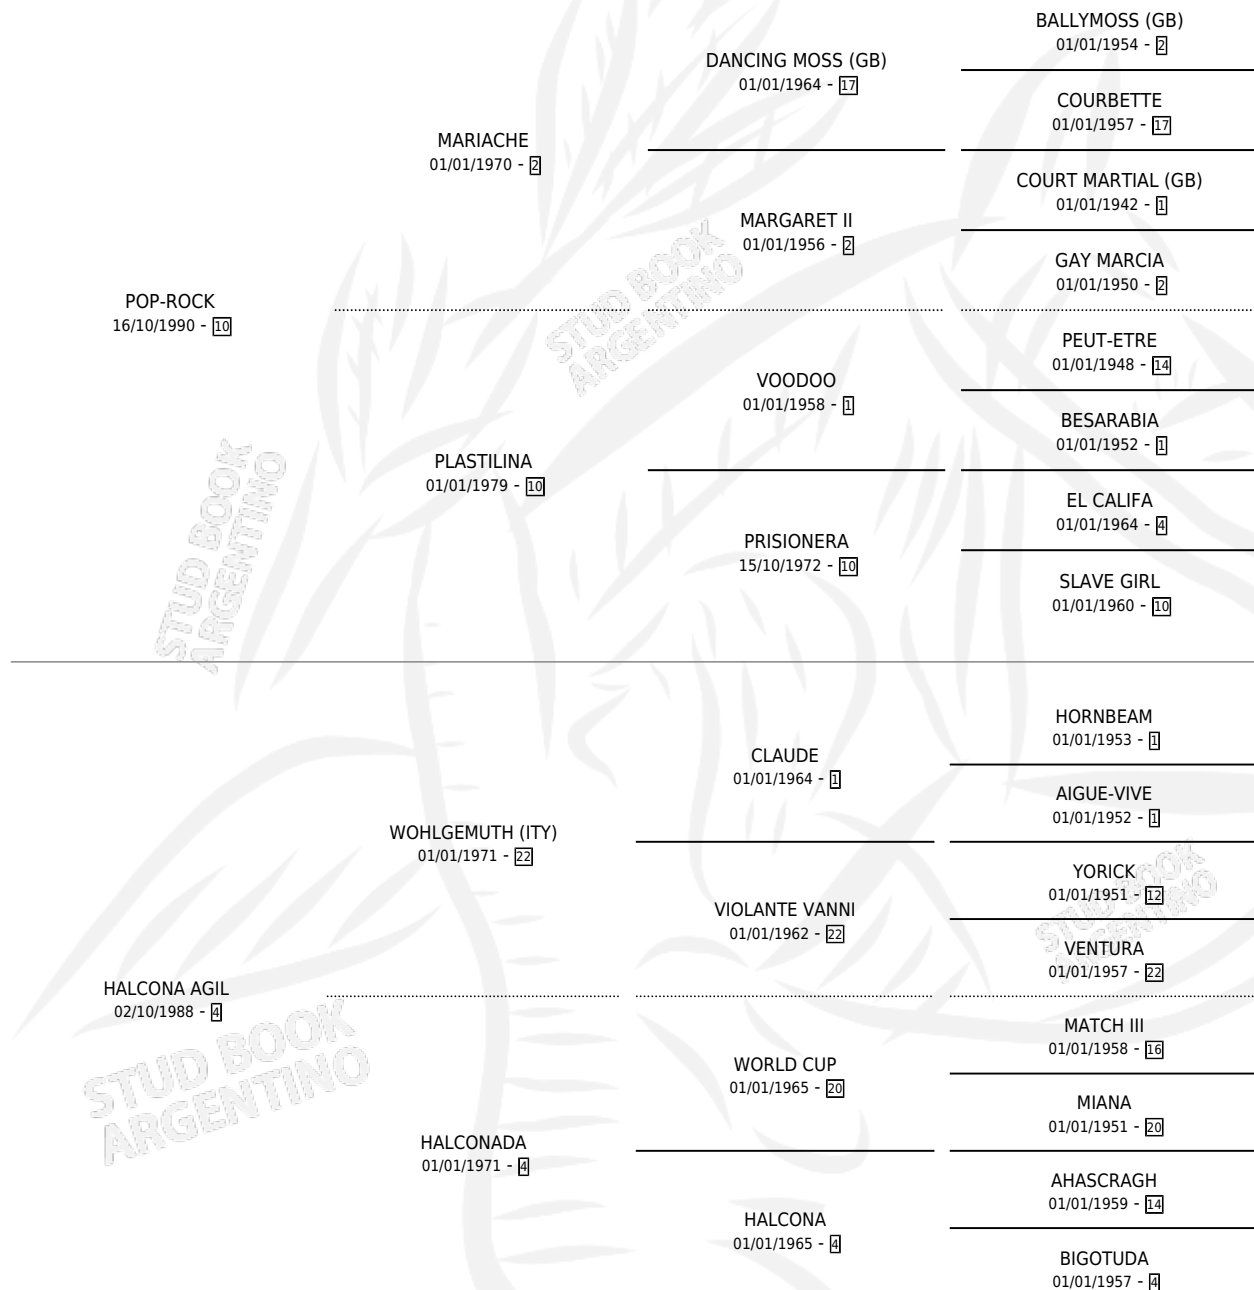 BALLYMOSS (GB)
01/01/1954 - 2
DANCING MOSS (GB)
01/01/1964 - 17
COURBETTE
01/01/1957 - 17
MARIACHE
01/01/1970 - 2
COURT MARTIAL (GB)
01/01/1942 - 1
MARGARET II
01/01/1956 - 2
GAY MARCIA
01/01/1950 - 2
POP-ROCK
16/10/1990 - 10
PEUT-ETRE
01/01/1948 - 14
VOODOO
01/01/1958 - 1
BESARABIA
01/01/1952 - 1
PLASTILINA
01/01/1979 - 10
EL CALIFA
01/01/1964 - 4
PRISIONERA
15/10/1972 - 10
SLAVE GIRL
01/01/1960 - 10
HORNBEAM
01/01/1953 - 1
CLAUDE
01/01/1964 - 1
AIGUE-VIVE
01/01/1952 - 1
WOHLGEMUTH (ITY)
01/01/1971 - 22
YORICK
01/01/1951 - 12
VIOLANTE VANNI
01/01/1962 - 22
VENTURA
01/01/1957 - 22
HALCONA AGIL
02/10/1988 - 4
MATCH III
01/01/1958 - 16
WORLD CUP
01/01/1965 - 20
MIANA
01/01/1951 - 20
HALCONADA
01/01/1971 - 4
AHASCRAGH
01/01/1959 - 14
HALCONA
01/01/1965 - 4
BIGOTUDA
01/01/1957 - 4
STUD BOOK
ARGENTINO
STUD BOOK
ARGENTINO
STUD BOOK
ARGENTINO
STUD BOOK
ARGENTINO